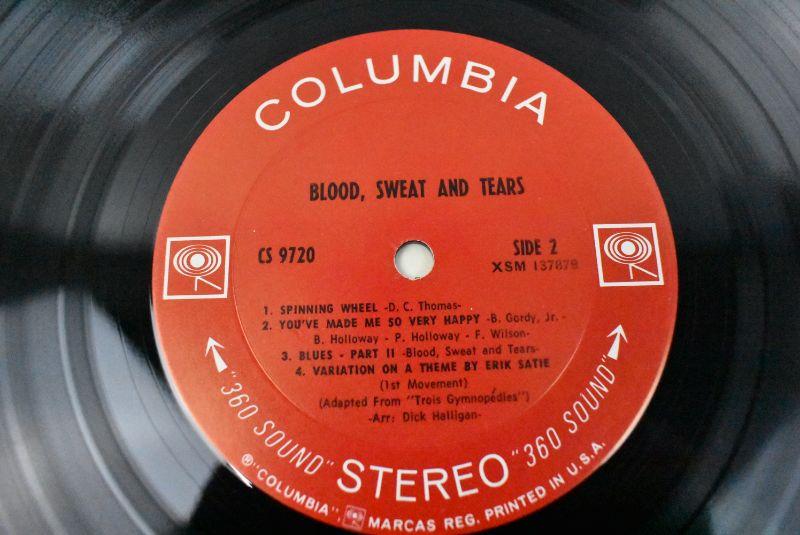 COLUMBIA
BLOOD, SWEAT AND TEARS
CS 9720
SIDE 2
XSM 137879
1. SPINNING WHEEL -D. C. Thomas-
2. YOU'VE MADE ME SO VERY HAPPY -B. Gordy, Jr. -
B. Holloway - P. Holloway - F. Wilson-
3. BLUES - PART II -Blood, Sweat and Tears-
4. VARIATION ON A THEME BY ERIK SATIE
(1st Movement)
(Adapted From "Trois Gymnopédies")
-Arr: Dick Halligan-
"360 SOUND" STEREO "360 SOUND"
® "COLUMBIA", MARCAS REG. PRINTED IN U.S.A.